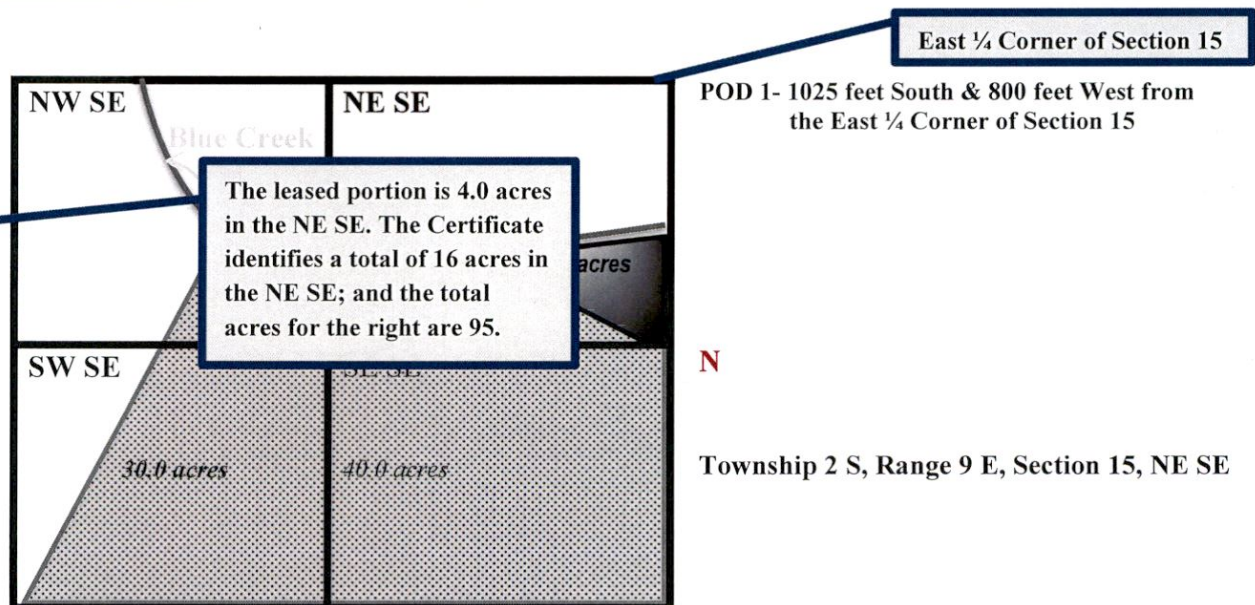 East ¼ Corner of Section 15
NW SE
NE SE
POD 1- 1025 feet South & 800 feet West from
the East ¼ Corner of Section 15
Blue Creek
The leased portion is 4.0 acres
in the NE SE. The Certificate
identifies a total of 16 acres in
the NE SE; and the total
acres for the right are 95.
acres
SW SE
N
30.0 acres
40.0 acres
Township 2 S, Range 9 E, Section 15, NE SE